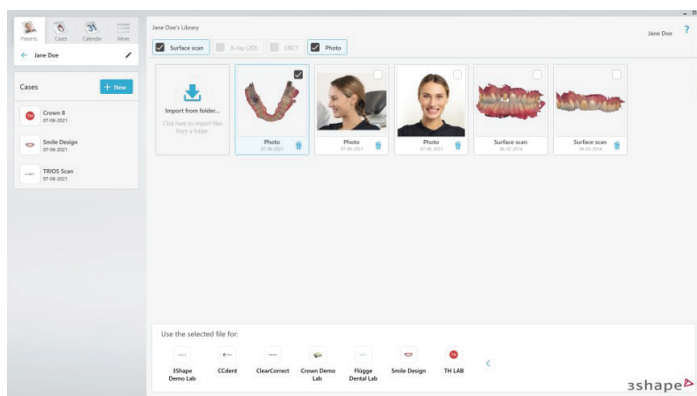 Patients
Cases
Calendar
More
Jane Doe
Cases
+ New
Crown 8
07-06-2021
Smile Design
07-06-2021
TRIOS Scan
07-06-2021
Jane Doe's Library
Jane Doe
?
Surface scan
X-ray (2D)
CBCT
Photo
Import from folder...
Click here to import files
from a folder
Photo
07-06-2021
Photo
07-06-2021
Photo
07-06-2021
Surface scan
Surface scan
Use the selected file for:
3Shape
Demo Lab
CCdent
ClearCorrect
Crown Demo
Lab
Flügge
Dental Lab
Smile Design
TH
TH LAB
3shape